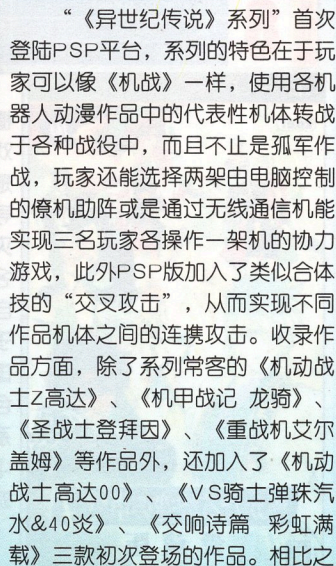 “《异世纪传说》系列”首次
登陆PSP平台，系列的特色在于玩
家可以像《机战》一样，使用各机
器人动漫作品中的代表性机体转战
于各种战役中，而且不止是孤军作
战，玩家还能选择两架由电脑控制
的僚机助阵或是通过无线通信机能
实现三名玩家各操作一架机的协力
游戏，此外PSP版加入了类似合体
技的“交叉攻击”，从而实现不同
作品机体之间的连携攻击。收录作
品方面，除了系列常客的《机动战
士Z高达》、《机甲战记 龙骑》、
《圣战士登拜因》、《重战机艾尔
盖姆》等作品外，还加入了《机动
战士高达00》、《VS骑士弹珠汽
水&40炎》、《交响诗篇 彩虹满
载》三款初次登场的作品。相比之